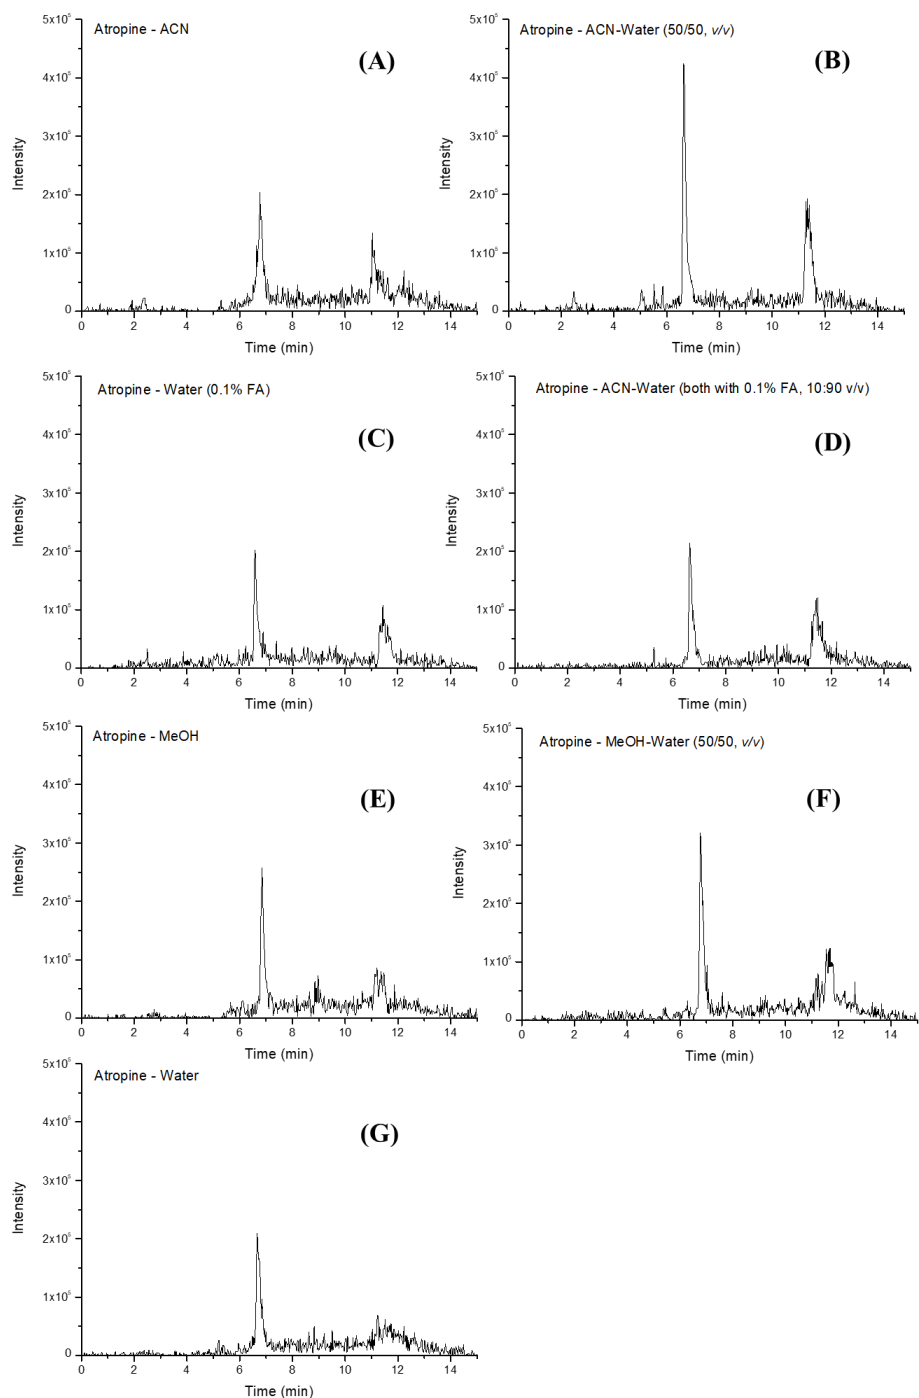 Atropine - ACN
(A)
5x10⁵
4x10⁵
3x10⁵
2x10⁵
1x10⁵
0
Intensity
0 2 4 6 8 10 12 14
Time (min)
Atropine - ACN-Water (50/50, v/v)
(B)
5x10⁵
4x10⁵
3x10⁵
2x10⁵
1x10⁵
0
Intensity
0 2 4 6 8 10 12 14
Time (min)
Atropine - Water (0.1% FA)
(C)
5x10⁵
4x10⁵
3x10⁵
2x10⁵
1x10⁵
0
Intensity
0 2 4 6 8 10 12 14
Time (min)
Atropine - ACN-Water (both with 0.1% FA, 10:90 v/v)
(D)
5x10⁵
4x10⁵
3x10⁵
2x10⁵
1x10⁵
0
Intensity
0 2 4 6 8 10 12 14
Time (min)
Atropine - MeOH
(E)
5x10⁵
4x10⁵
3x10⁵
2x10⁵
1x10⁵
0
Intensity
0 2 4 6 8 10 12 14
Time (min)
Atropine - MeOH-Water (50/50, v/v)
(F)
5x10⁵
4x10⁵
3x10⁵
2x10⁵
1x10⁵
0
Intensity
0 2 4 6 8 10 12 14
Time (min)
Atropine - Water
(G)
5x10⁵
4x10⁵
3x10⁵
2x10⁵
1x10⁵
0
Intensity
0 2 4 6 8 10 12 14
Time (min)